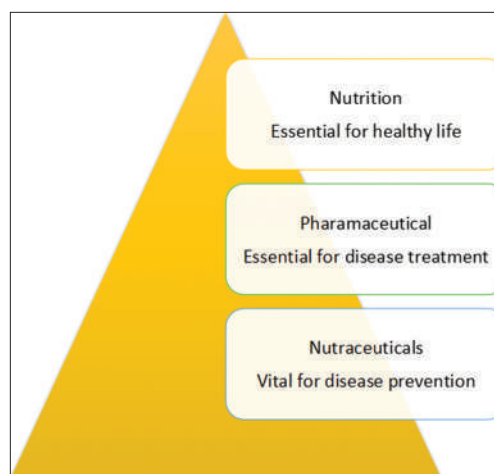 Nutrition
Essential for healthy life
Pharamaceutical
Essential for disease treatment
Nutraceuticals
Vital for disease prevention